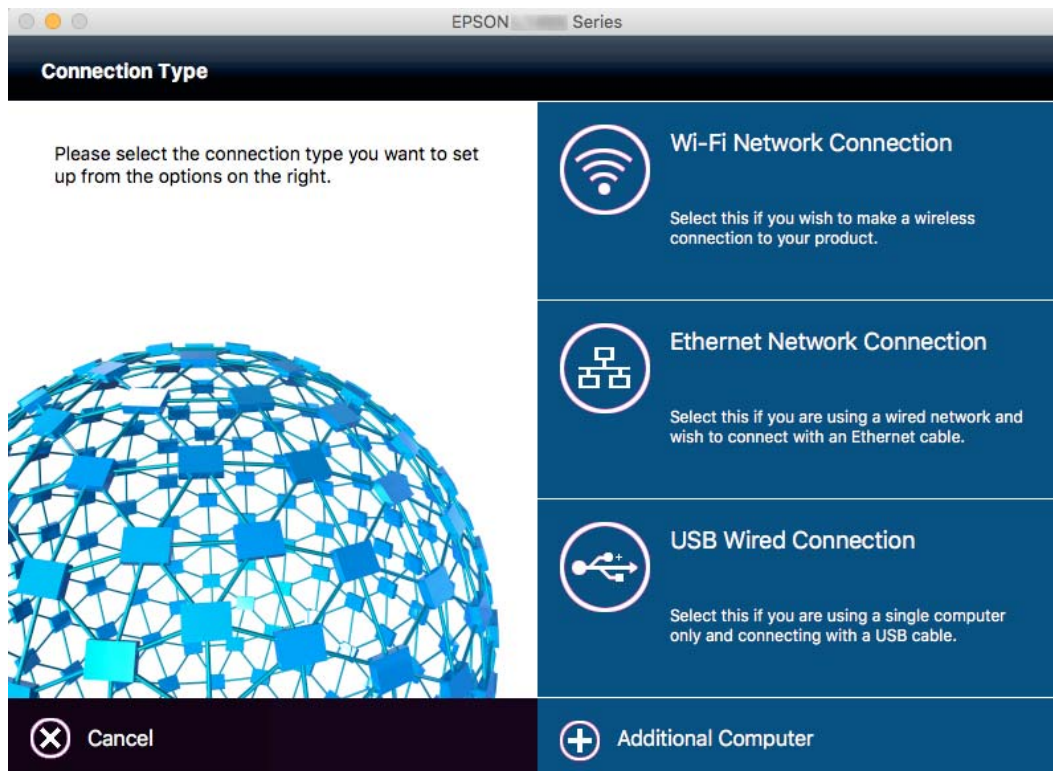 EPSON Series
Connection Type
Please select the connection type you want to set
up from the options on the right.
Wi-Fi Network Connection
Select this if you wish to make a wireless
connection to your product.
Ethernet Network Connection
Select this if you are using a wired network and
wish to connect with an Ethernet cable.
USB Wired Connection
Select this if you are using a single computer
only and connecting with a USB cable.
Cancel
Additional Computer